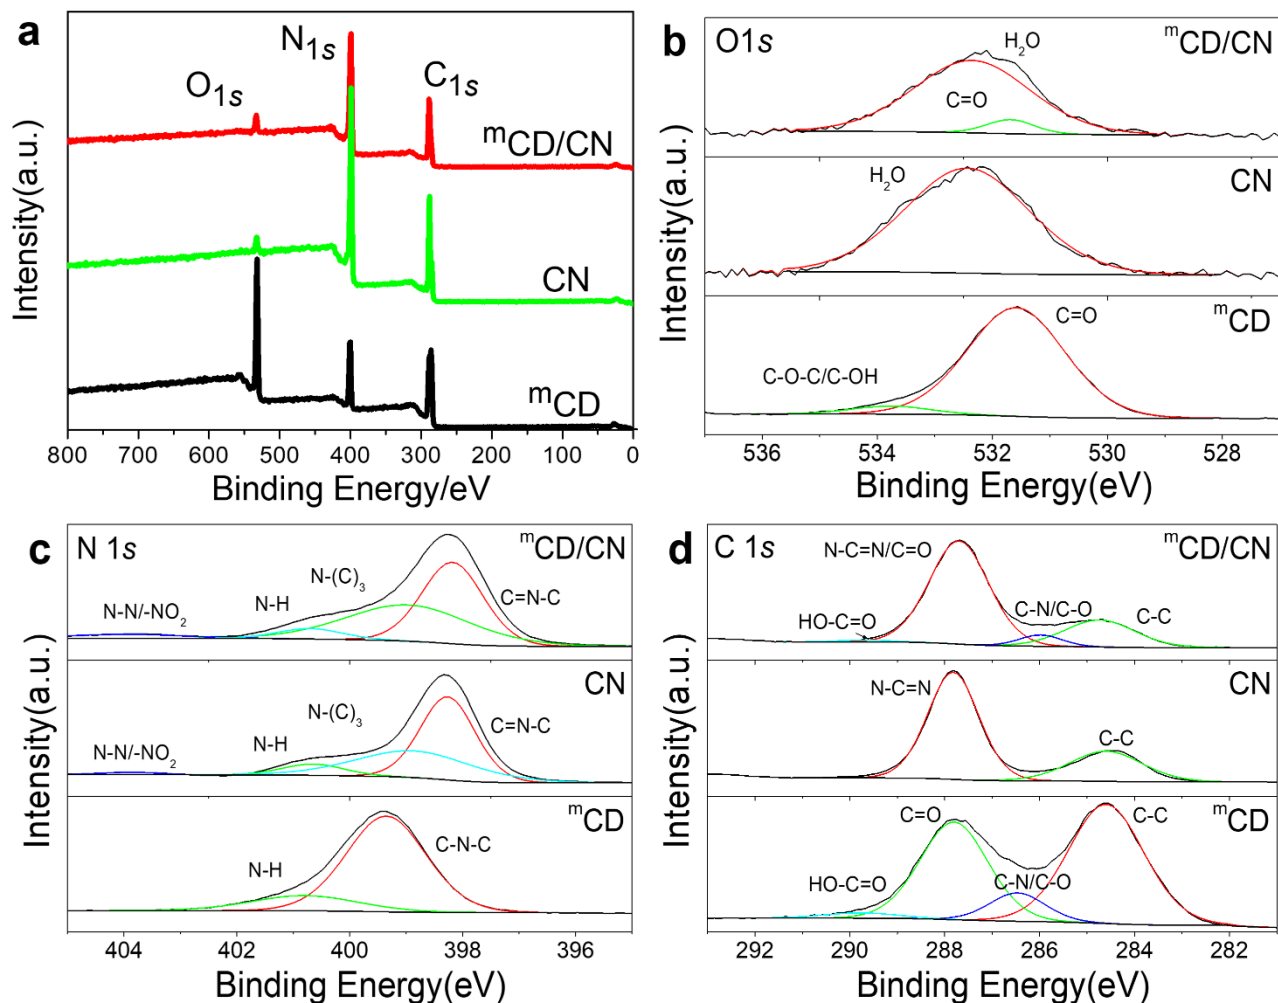 a
O1s
N1s
C1s
mCD/CN
CN
mCD
Intensity(a.u.)
800 700 600 500 400 300 200 100 0
Binding Energy/eV
b
O1s
mCD/CN
H2O
C=O
CN
H2O
mCD
C=O
C-O-C/C-OH
Intensity(a.u.)
536 534 532 530 528
Binding Energy(eV)
c
N 1s
mCD/CN
N-N/-NO2
N-H
N-(C)3
C=N-C
CN
N-N/-NO2
N-H
N-(C)3
C=N-C
mCD
N-H
C-N-C
Intensity(a.u.)
404 402 400 398 396
Binding Energy(eV)
d
C 1s
mCD/CN
N-C=N/C=O
HO-C=O
C-N/C-O
C-C
CN
N-C=N
C-C
mCD
C=O
C-C
HO-C=O
C-N/C-O
Intensity(a.u.)
292 290 288 286 284 282
Binding Energy(eV)